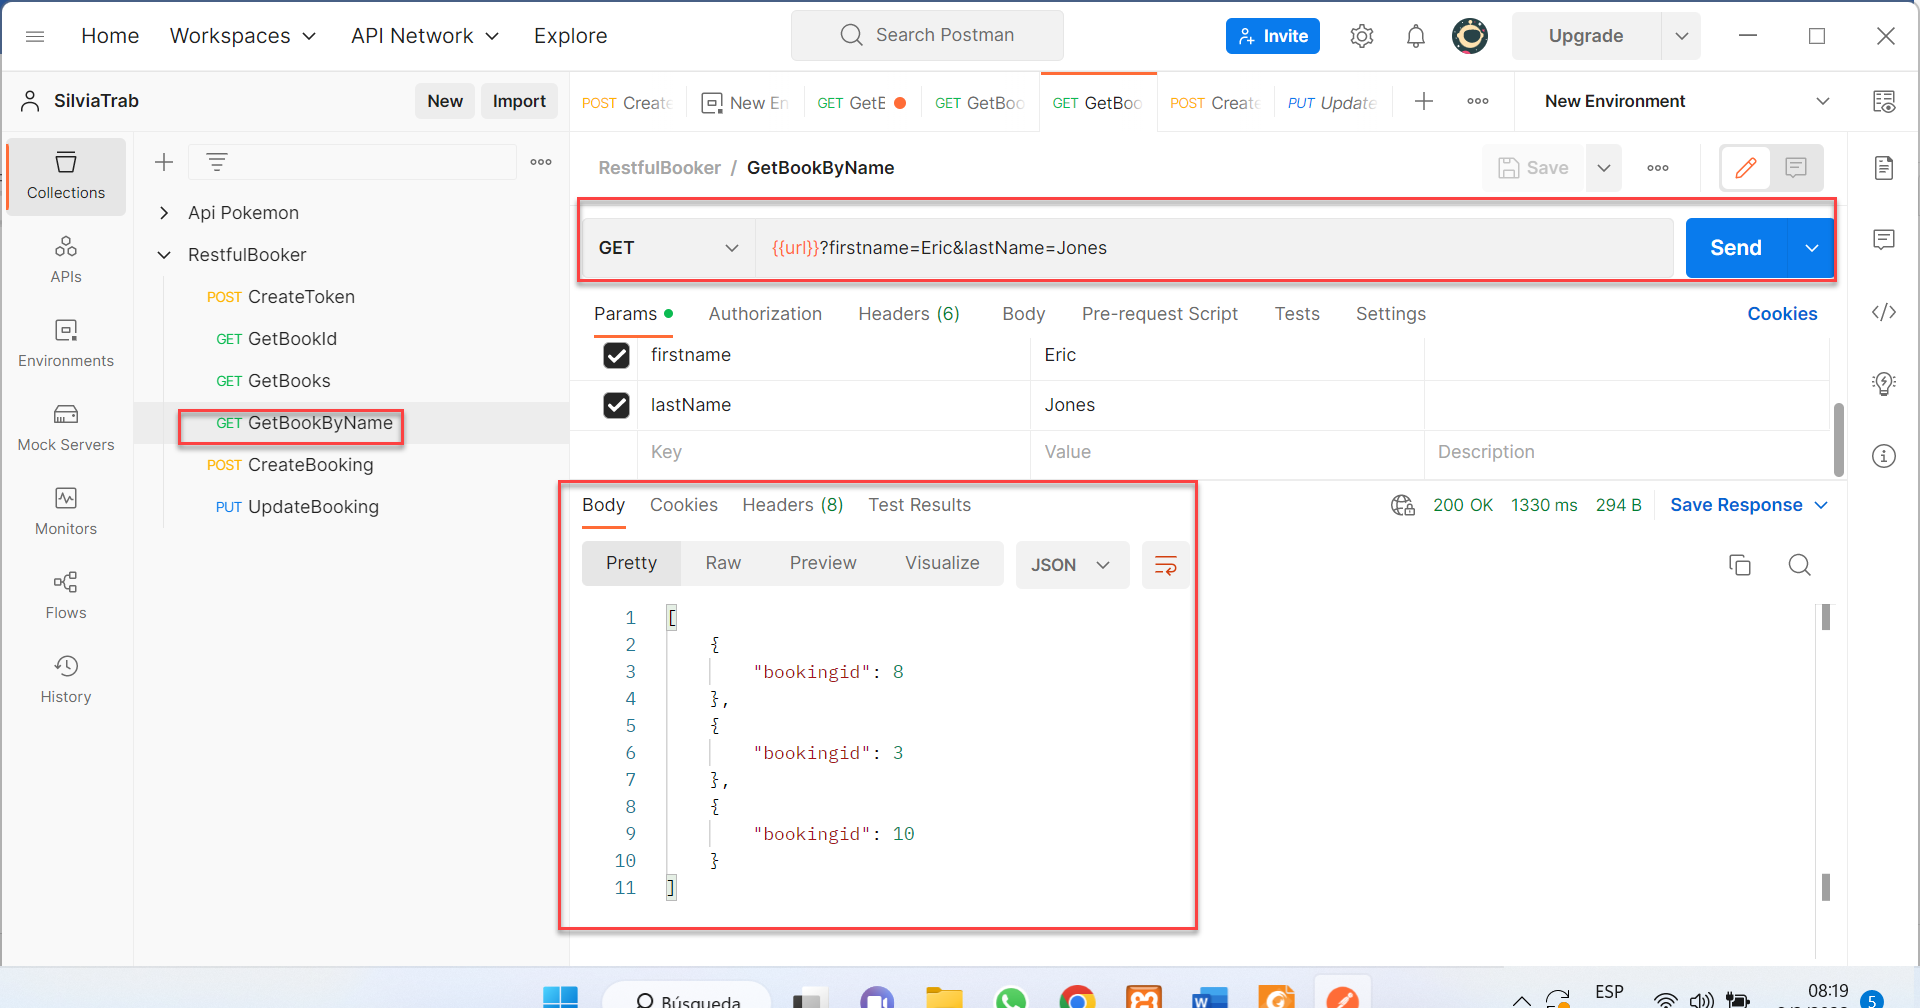 Home
Workspaces
API Network
Explore
Search Postman
Invite
Upgrade
SilviaTrab
New
Import
POST Create
New En
GET GetB
GET GetBoo
GET GetBoo
POST Create
PUT Update
New Environment
Collections
APIs
Environments
Mock Servers
Monitors
Flows
History
Api Pokemon
RestfulBooker
POST CreateToken
GET GetBookId
GET GetBooks
GET GetBookByName
POST CreateBooking
PUT UpdateBooking
RestfulBooker / GetBookByName
Save
GET
{{url}}?firstname=Eric&lastName=Jones
Send
Params
Authorization
Headers (6)
Body
Pre-request Script
Tests
Settings
Cookies
firstname
Eric
lastName
Jones
Key
Value
Description
Body
Cookies
Headers (8)
Test Results
200 OK
1330 ms
294 B
Save Response
Pretty
Raw
Preview
Visualize
JSON
1 [
2 {
3 "bookingid": 8
4 },
5 {
6 "bookingid": 3
7 },
8 {
9 "bookingid": 10
10 }
11 ]
Búsqueda
ESP
08:19
5